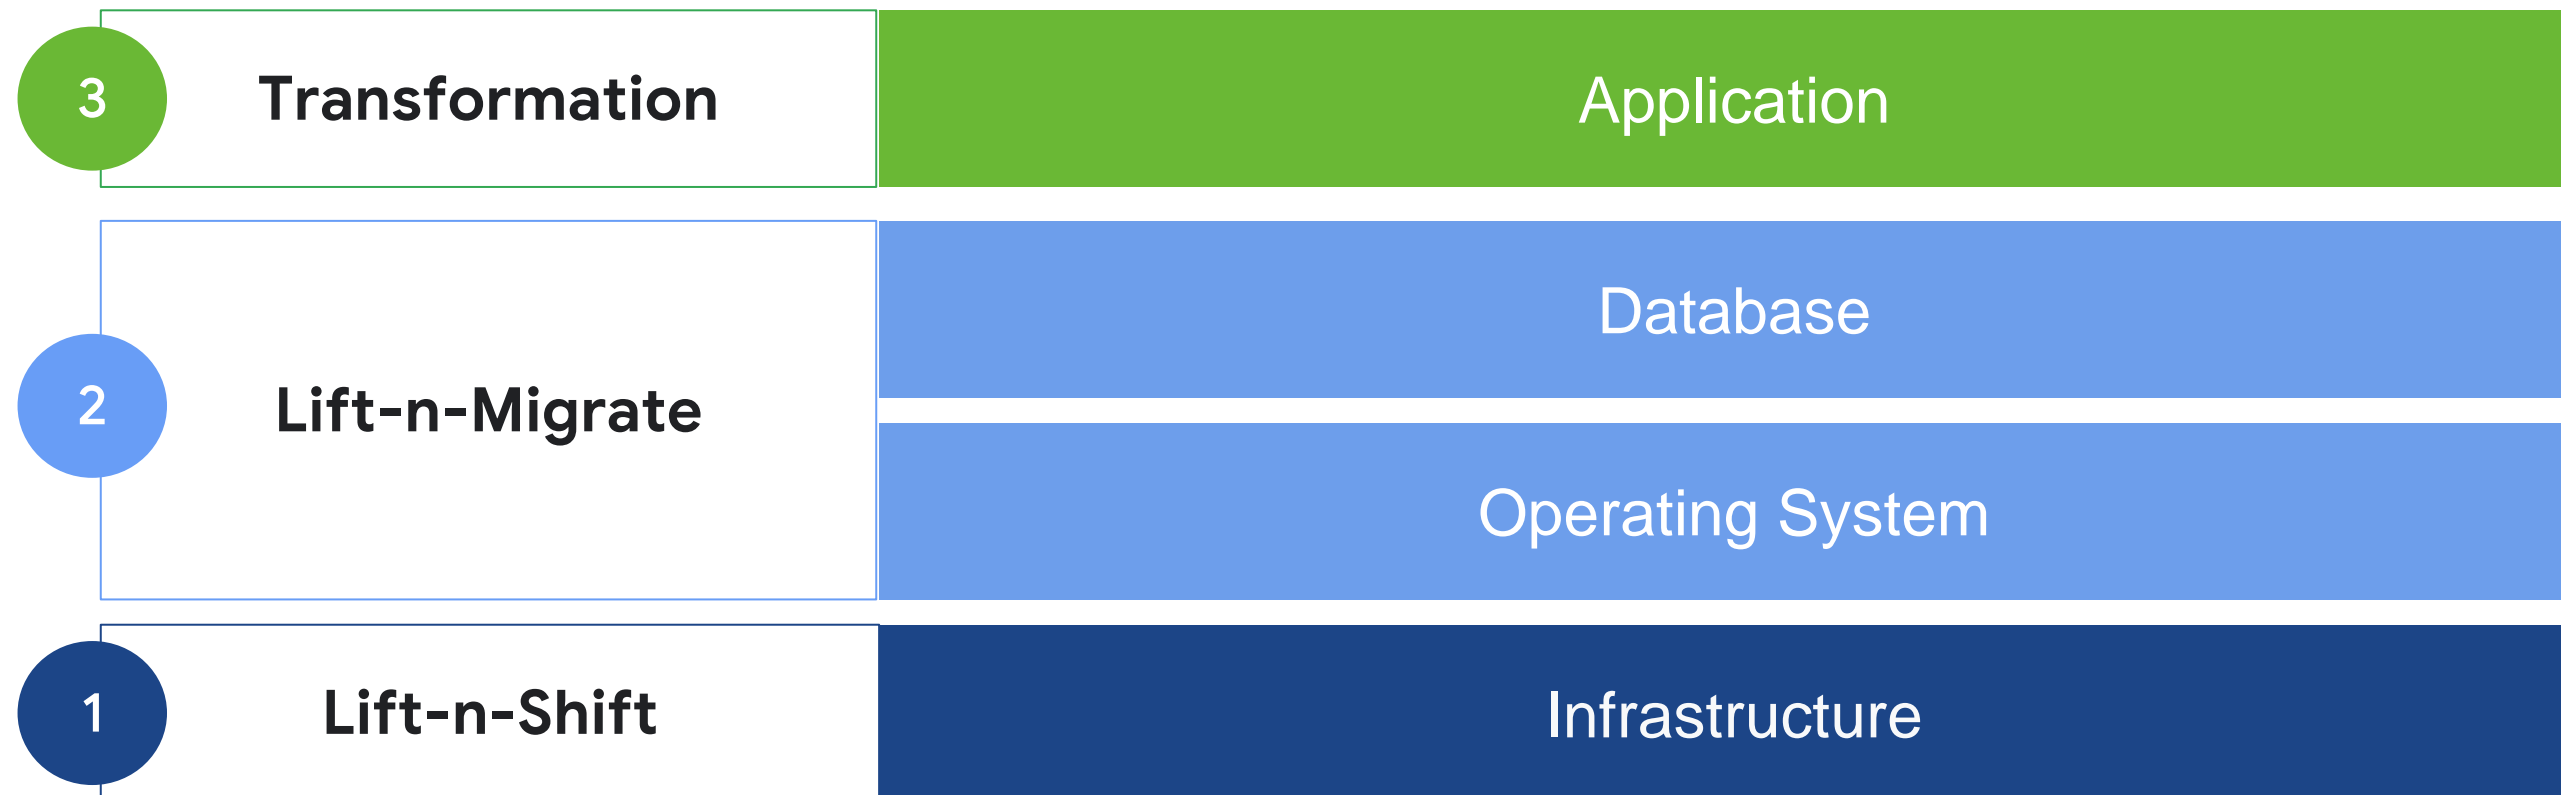 3
Transformation
Application
2
Lift-n-Migrate
Database
Operating System
1
Lift-n-Shift
Infrastructure